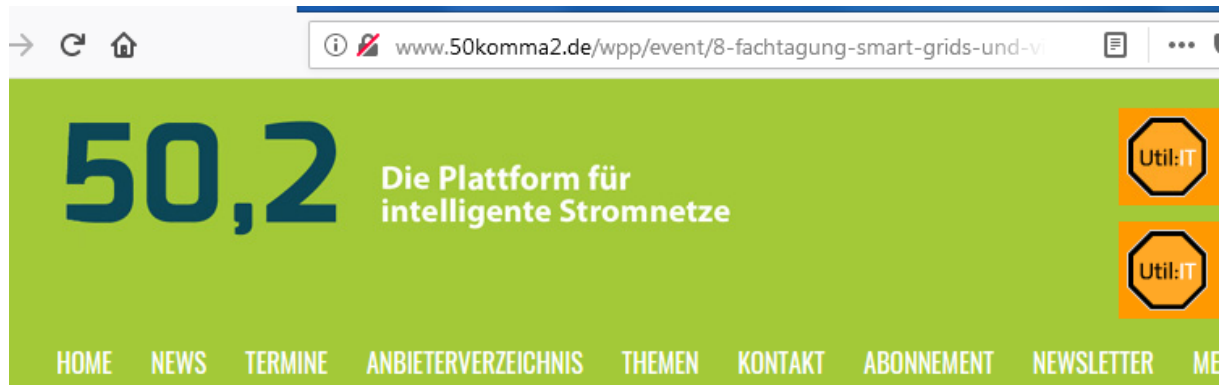 www.50komma2.de/wpp/event/8-fachtagung-smart-grids-und-v
50,2
Die Plattform für
intelligente Stromnetze
Util:IT
Util:IT
HOME NEWS TERMINE ANBIETERVERZEICHNIS THEMEN KONTAKT ABONNEMENT NEWSLETTER ME